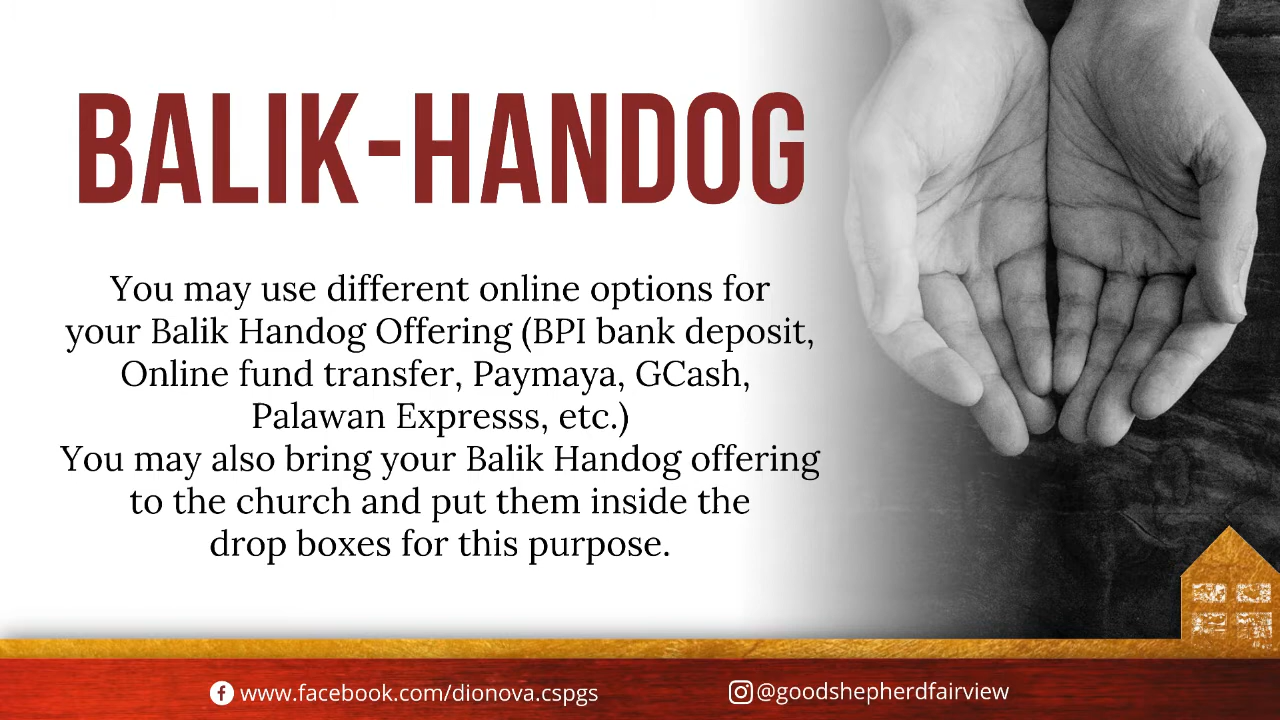 BALIK-HANDOG
You may use different online options for
your Balik Handog Offering (BPI bank deposit,
Online fund transfer, Paymaya, GCash,
Palawan Expresss, etc.)
You may also bring your Balik Handog offering
to the church and put them inside the
drop boxes for this purpose.
www.facebook.com/dionova.cspgs
@goodshepherdfairview